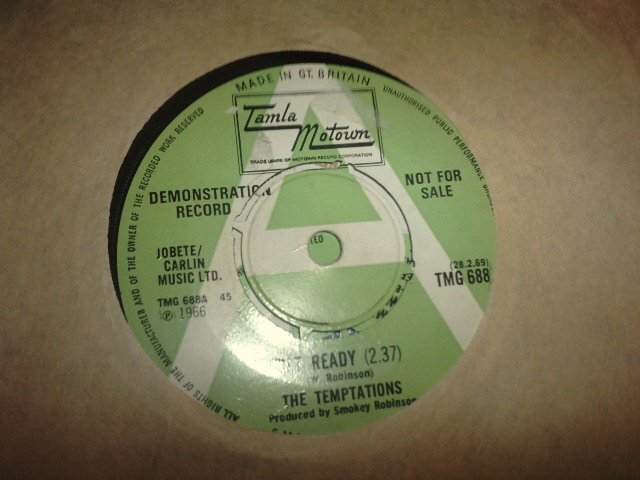 MADE IN GT. BRITAIN
UNAUTHORISED PUBLIC PERFORMANCE
ALL RIGHTS OF THE MANUFACTURER AND OF THE OWNER OF THE RECORDED WORK RESERVED
Tamla
Motown
TRADE MARK OF MOTOWN RECORD CORPORATION
DEMONSTRATION
RECORD
NOT FOR
SALE
JOBETE/
CARLIN
MUSIC LTD.
(28.2.69)
TMG 688
TMG 688A 45
℗ 1966
READY (2.37)
Robinson)
THE TEMPTATIONS
Produced by Smokey Robinson